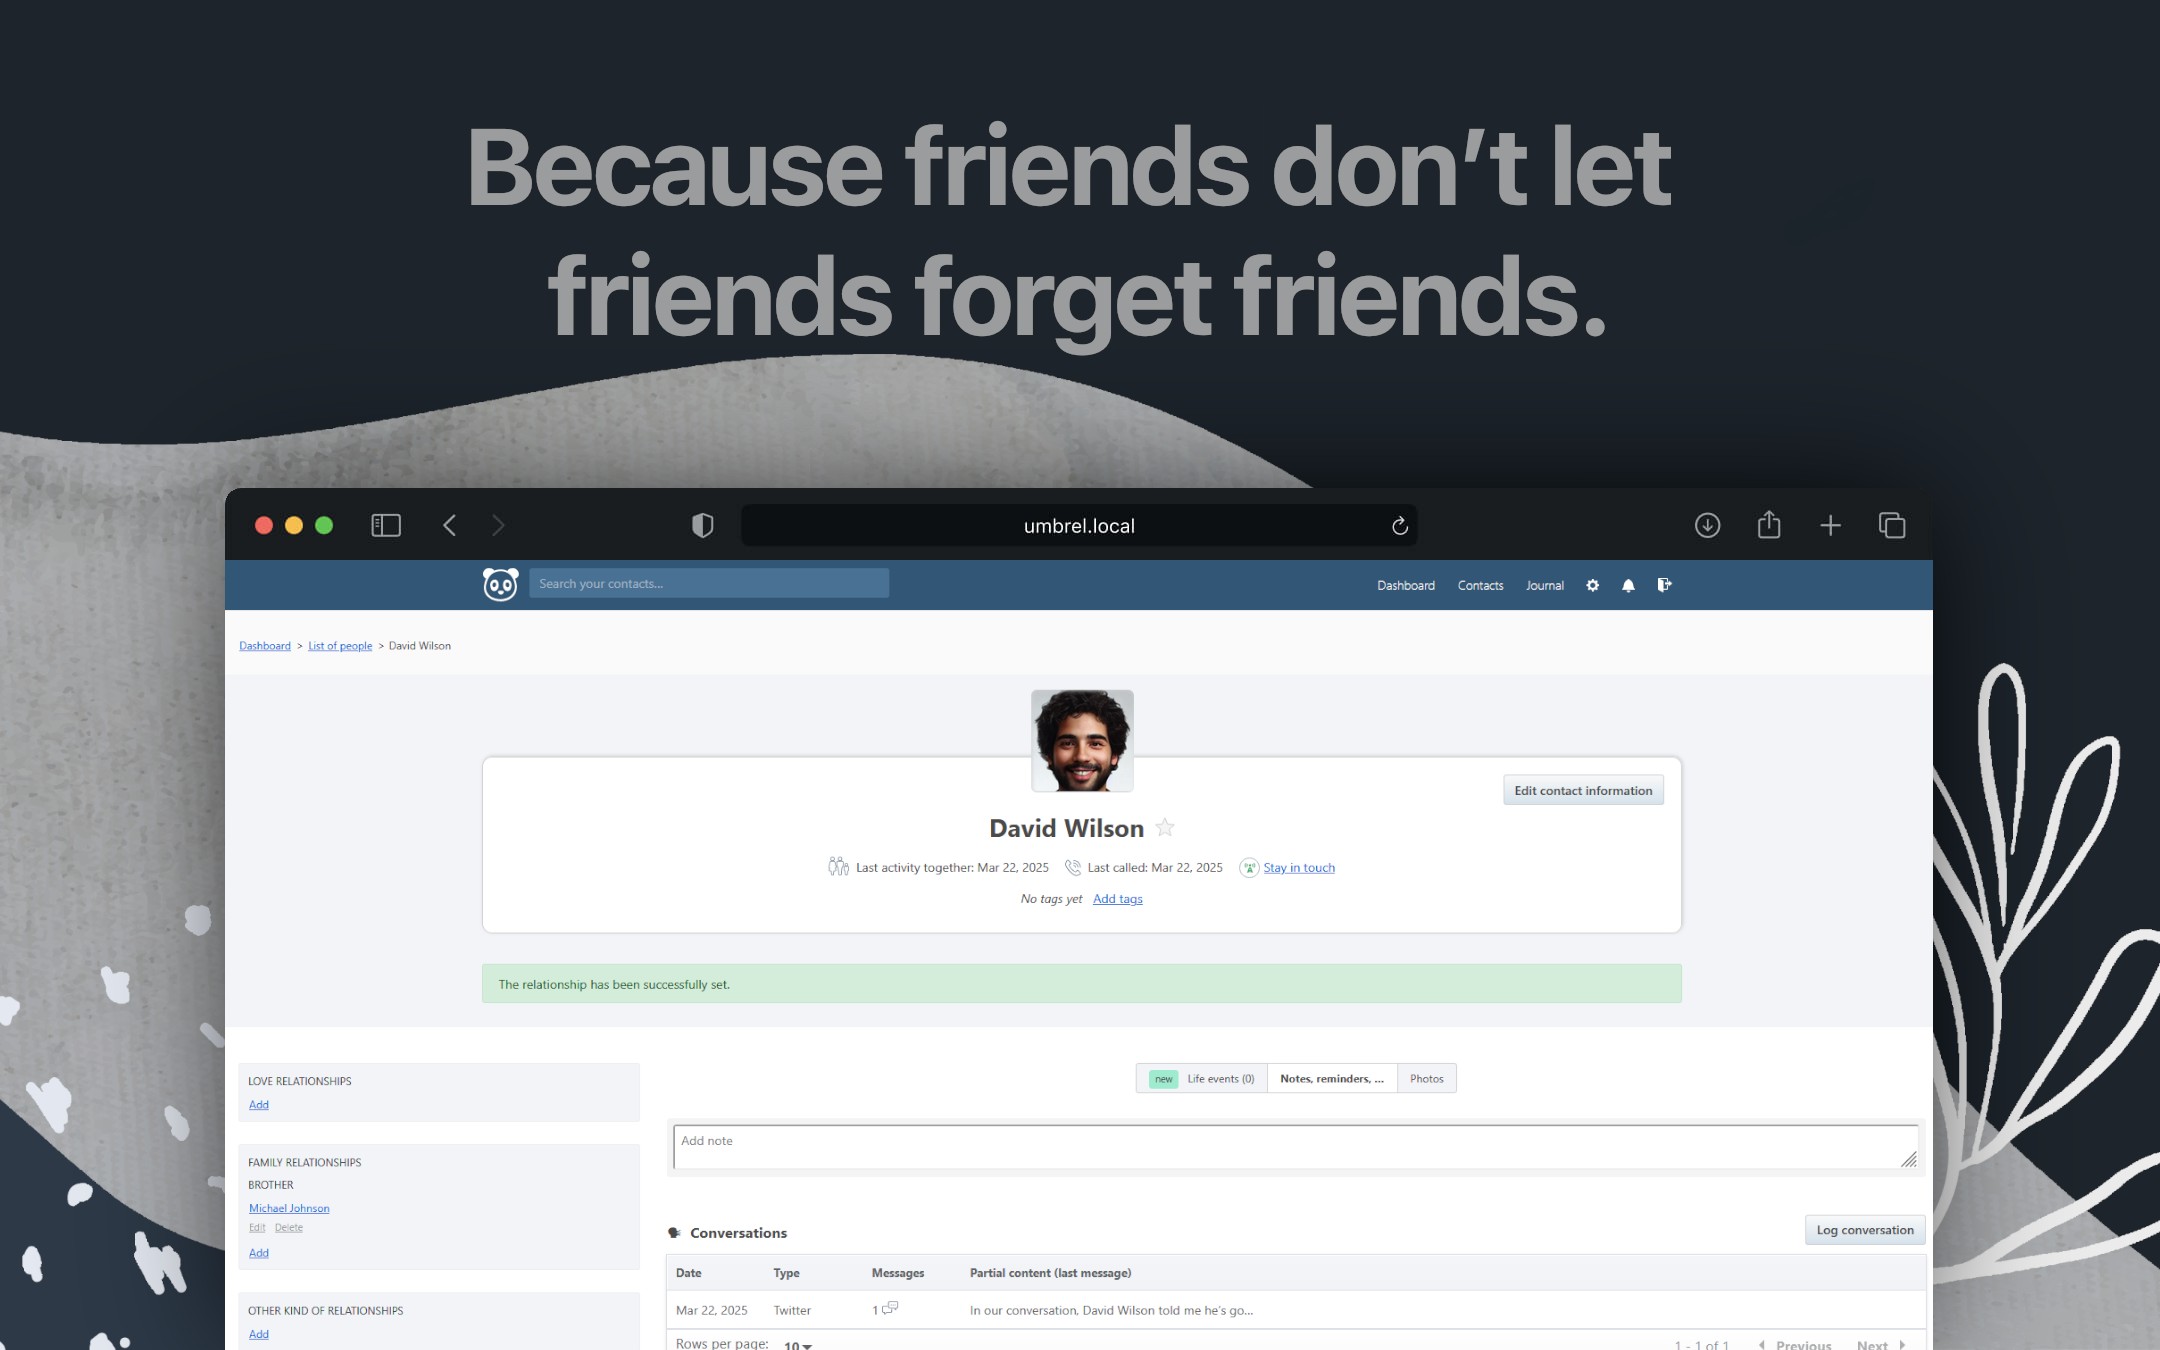 Because friends don’t let
friends forget friends.
umbrel.local
Search your contacts...
Dashboard Contacts Journal
Dashboard > List of people > David Wilson
Edit contact information
David Wilson
Last activity together: Mar 22, 2025 Last called: Mar 22, 2025 Stay in touch
No tags yet Add tags
The relationship has been successfully set.
LOVE RELATIONSHIPS
Add
FAMILY RELATIONSHIPS
BROTHER
Michael Johnson
Edit Delete
Add
OTHER KIND OF RELATIONSHIPS
Add
new Life events (0) Notes, reminders, ... Photos
Add note
Conversations
Log conversation
Date Type Messages Partial content (last message)
Mar 22, 2025 Twitter 1 In our conversation, David Wilson told me he's go...
Rows per page: 10 1 - 1 of 1 Previous Next